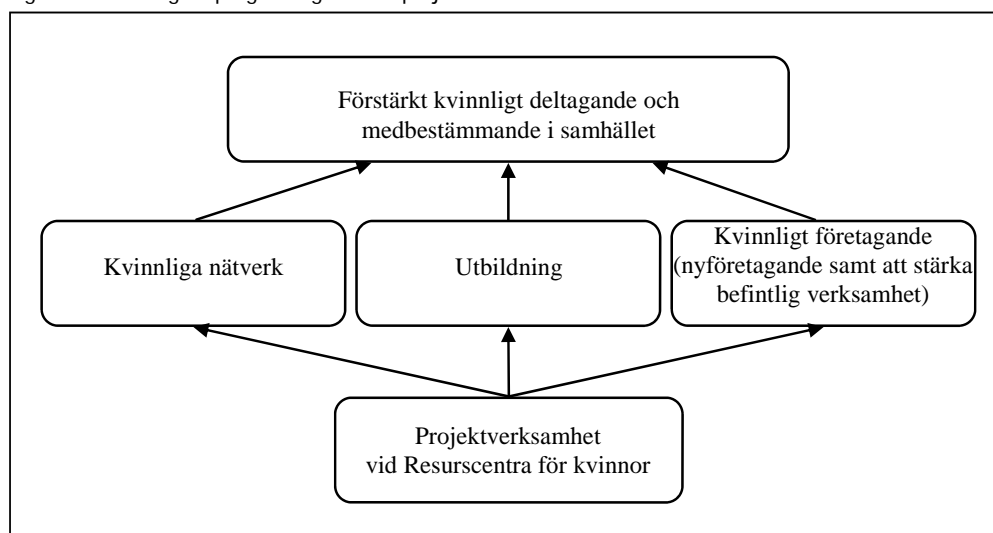 Förstärkt kvinnligt deltagande och
medbestämmande i samhället
Kvinnliga nätverk
Utbildning
Kvinnligt företagande
(nyföretagande samt att stärka
befintlig verksamhet)
Projektverksamhet
vid Resurscentra för kvinnor